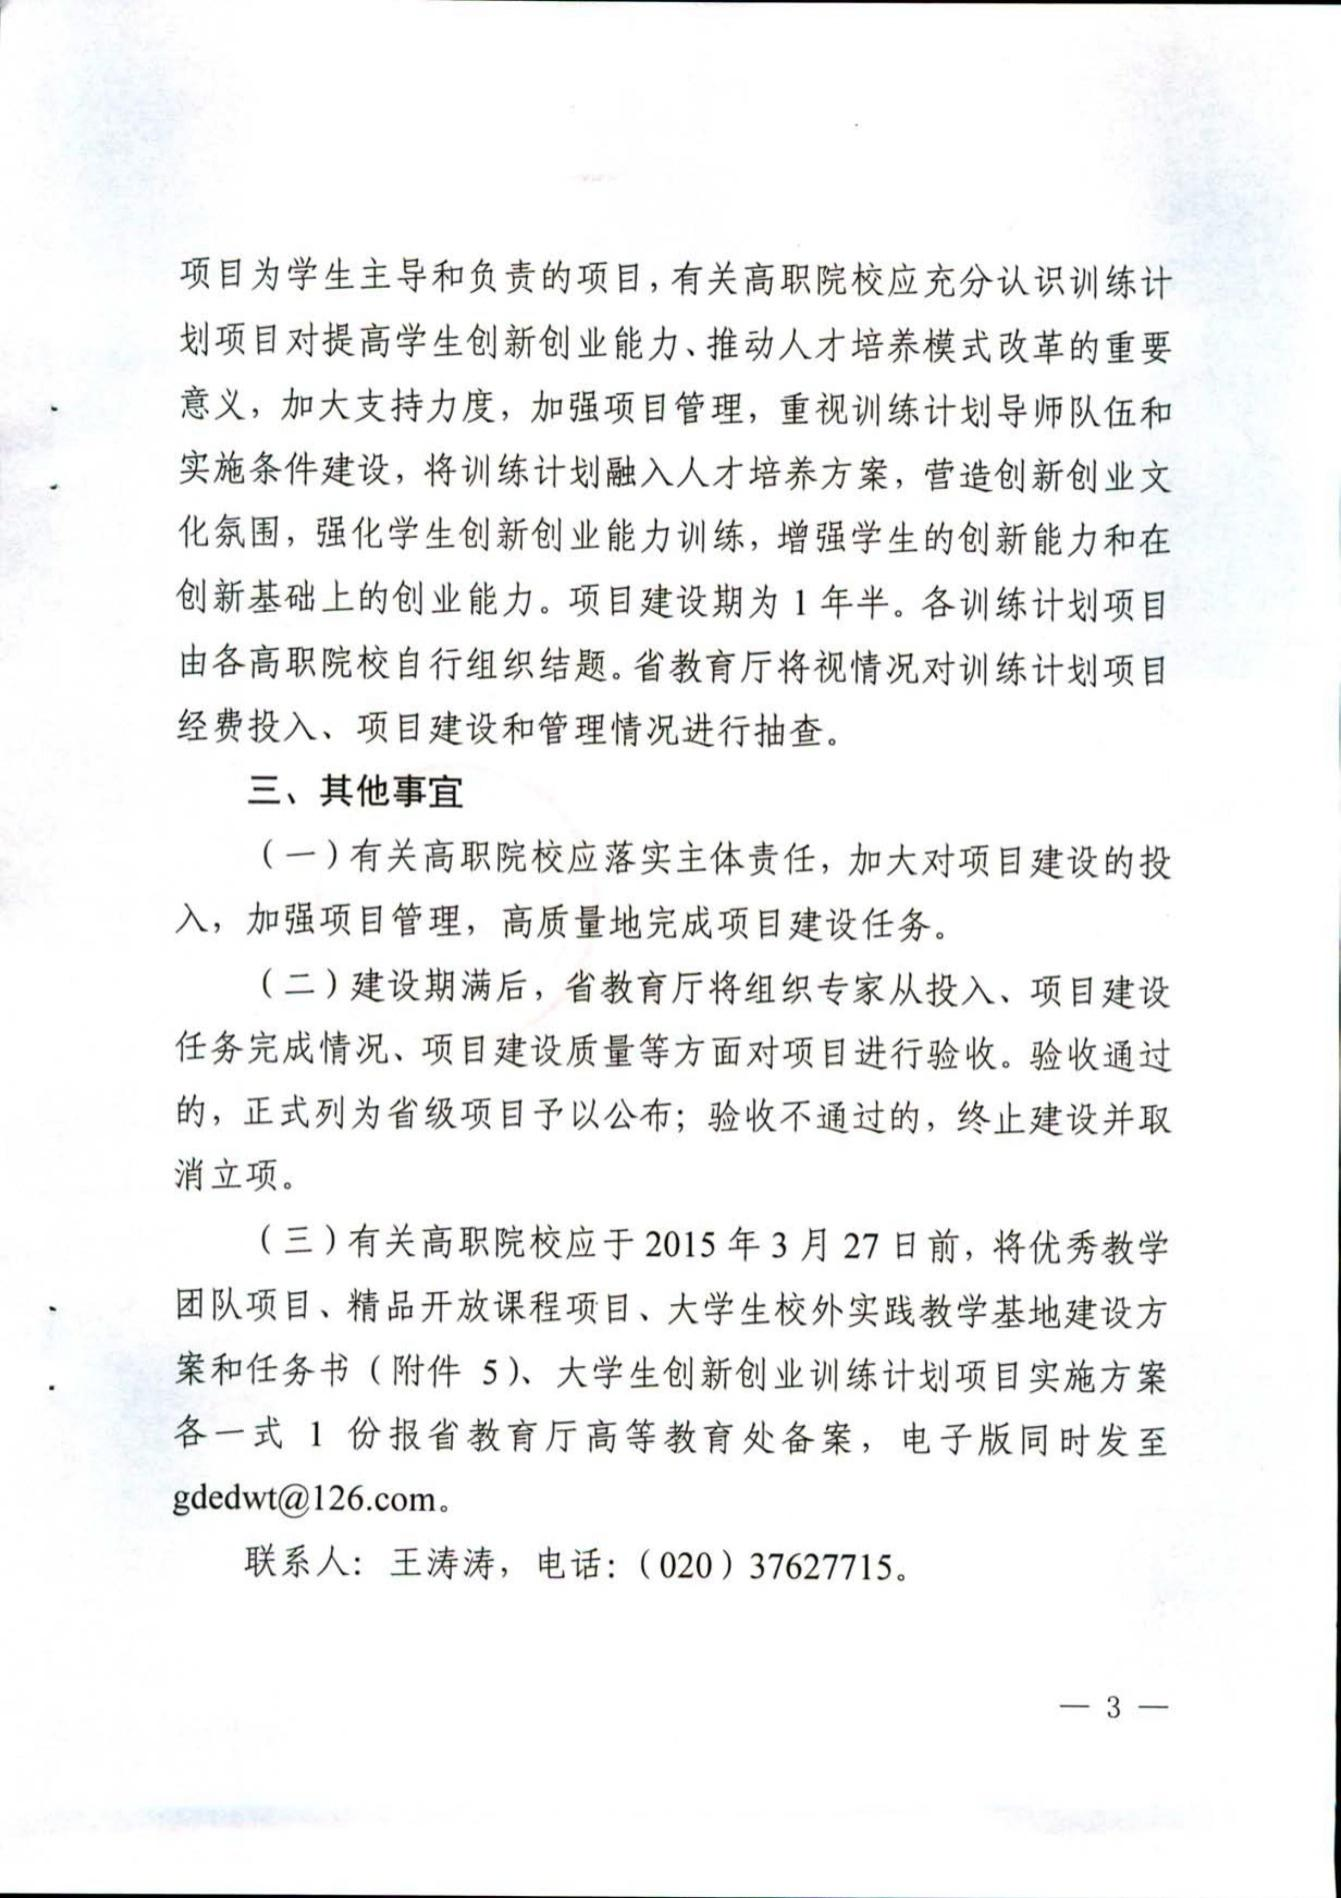 项目为学生主导和负责的项目，有关高职院校应充分认识训练计
划项目对提高学生创新创业能力、推动人才培养模式改革的重要
意义，加大支持力度，加强项目管理，重视训练计划导师队伍和
实施条件建设，将训练计划融入人才培养方案，营造创新创业文
化氛围，强化学生创新创业能力训练，增强学生的创新能力和在
创新基础上的创业能力。项目建设期为 1 年半。各训练计划项目
由各高职院校自行组织结题。省教育厅将视情况对训练计划项目
经费投入、项目建设和管理情况进行抽查。
三、其他事宜
（一）有关高职院校应落实主体责任，加大对项目建设的投
入，加强项目管理，高质量地完成项目建设任务。
（二）建设期满后，省教育厅将组织专家从投入、项目建设
任务完成情况、项目建设质量等方面对项目进行验收。验收通过
的，正式列为省级项目予以公布；验收不通过的，终止建设并取
消立项。
（三）有关高职院校应于 2015 年 3 月 27 日前，将优秀教学
团队项目、精品开放课程项目、大学生校外实践教学基地建设方
案和任务书（附件 5）、大学生创新创业训练计划项目实施方案
各一式 1 份报省教育厅高等教育处备案，电子版同时发至
gdedwt@126.com。
联系人：王涛涛，电话：（020）37627715。
— 3 —